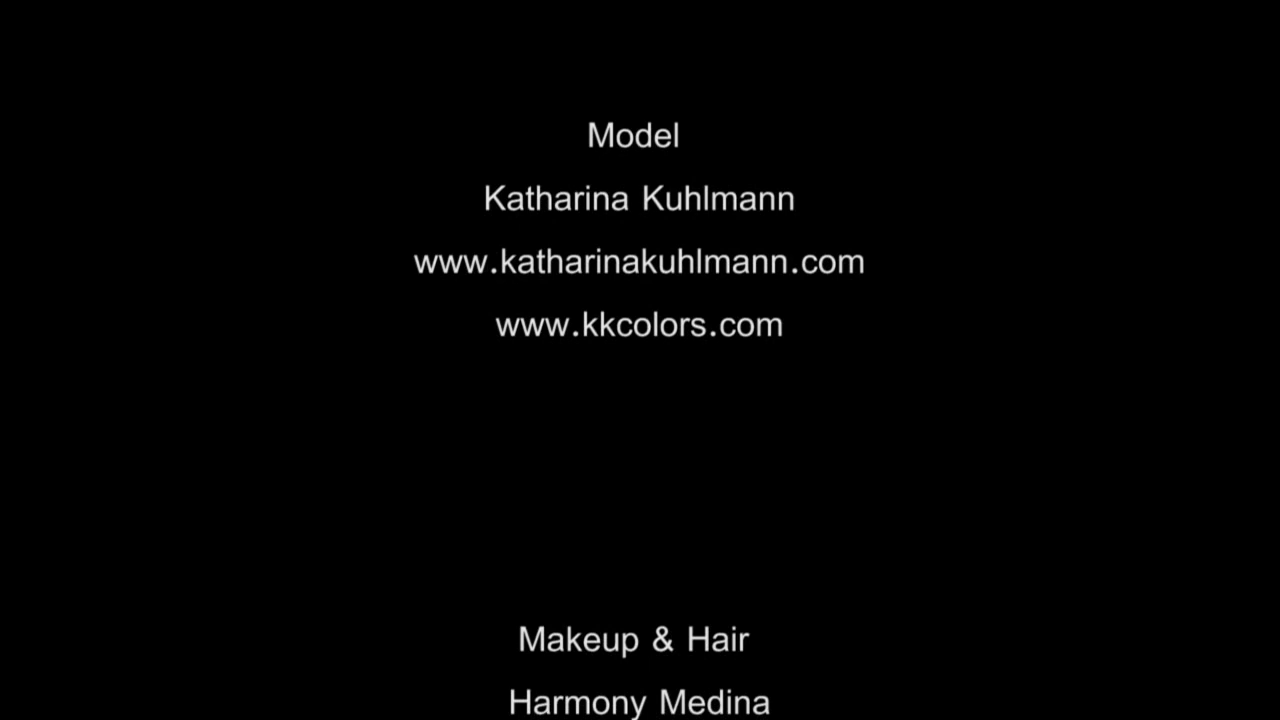 Model
Katharina Kuhlmann
www.katharinakuhlmann.com
www.kkcolors.com
Makeup & Hair
Harmony Medina